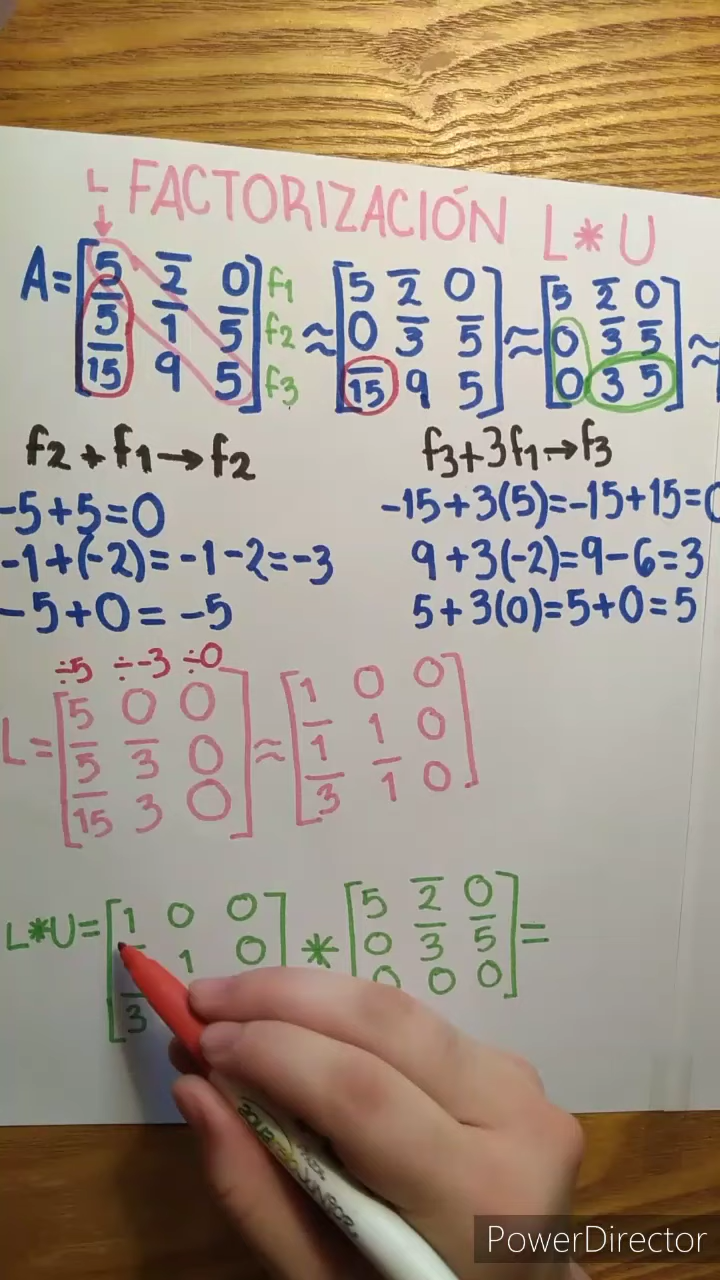 FACTORIZACIÓN L*U
L
A=[5 -2 0 f1 ≈[5 -2 0 ≈[5 -2 0
-5 -1 -5 f2 0 -3 -5 0 -3 -5
-15 9 5] f3 -15 9 5] 0 3 5] ≈
f2+f1→f2 f3+3f1→f3
-5+5=0 -15+3(5)=-15+15=0
-1+(-2)=-1-2=-3 9+3(-2)=9-6=3
-5+0=-5 5+3(0)=5+0=5
÷5 ÷-3 ÷0
L=[5 0 0 ≈[1 0 0
-5 -3 0 -1 1 0
-15 3 0] -3 -1 0]
L*U=[1 0 0 *[5 -2 0 =
1 0 0 -3 -5
-3 0 0 0]
PowerDirector